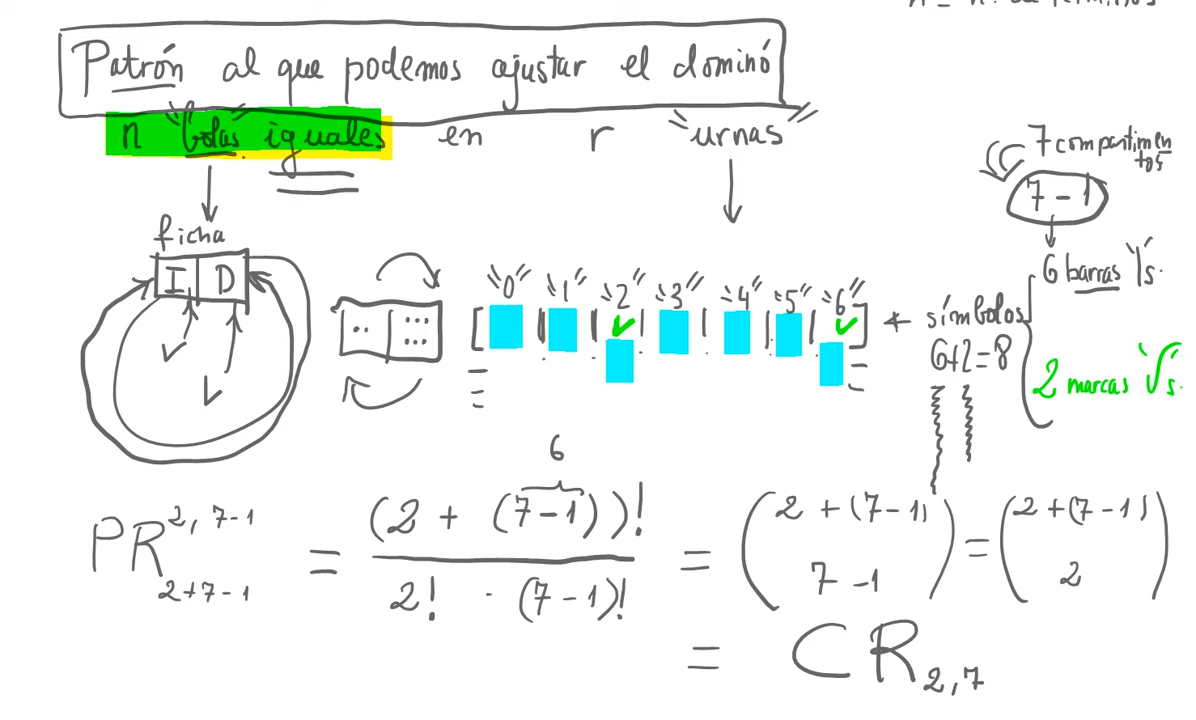 Patrón al que podemos ajustar el dominó
n "bolas" iguales en r "urnas"
7 compartimentos
7 - 1
ficha
I D
"0" "1" "2" "3" "4" "5" "6"
[ | | ✓ | | | | ✓ ]
6 barras "|"s.
símbolos
6+2=8
2 marcas "✓"s.
6
PR^{2, 7-1}_{2+7-1} = (2 + (7-1))! / 2! · (7-1)! = (2 + (7-1) / 7-1) = (2 + (7-1) / 2)
= CR_{2,7}